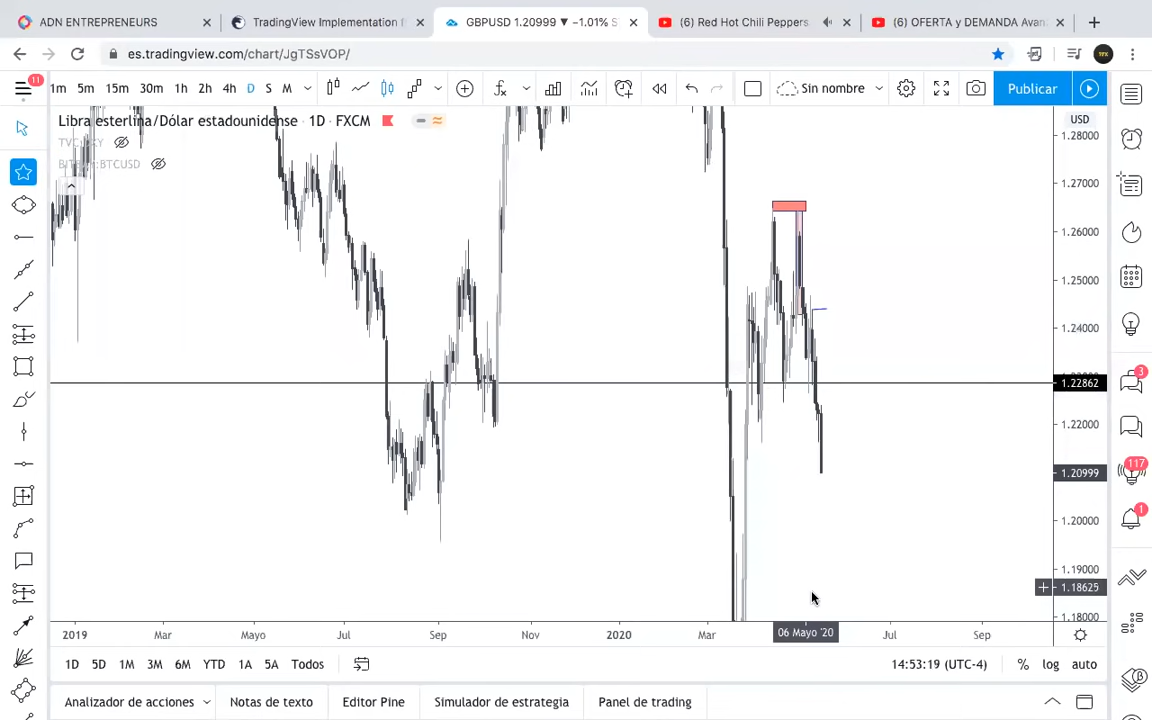 ADN ENTREPRENEURS
TradingView Implementation I
GBPUSD 1.20999 ▼ −1.01% S
(6) Red Hot Chili Peppers
(6) OFERTA y DEMANDA Avan
es.tradingview.com/chart/JgTSsVOP/
11
1m 5m 15m 30m 1h 2h 4h D S M
Sin nombre
Publicar
Libra esterlina/Dólar estadounidense · 1D · FXCM
USD
BTCUSD
1.28000
1.27000
1.26000
1.25000
1.24000
1.22862
1.22000
1.20999
1.20000
1.19000
1.18625
1.18000
3
117
1
2019 Mar Mayo Jul Sep Nov 2020 Mar 06 Mayo '20 Jul Sep
1D 5D 1M 3M 6M YTD 1A 5A Todos
14:53:19 (UTC-4) % log auto
Analizador de acciones Notas de texto Editor Pine Simulador de estrategia Panel de trading